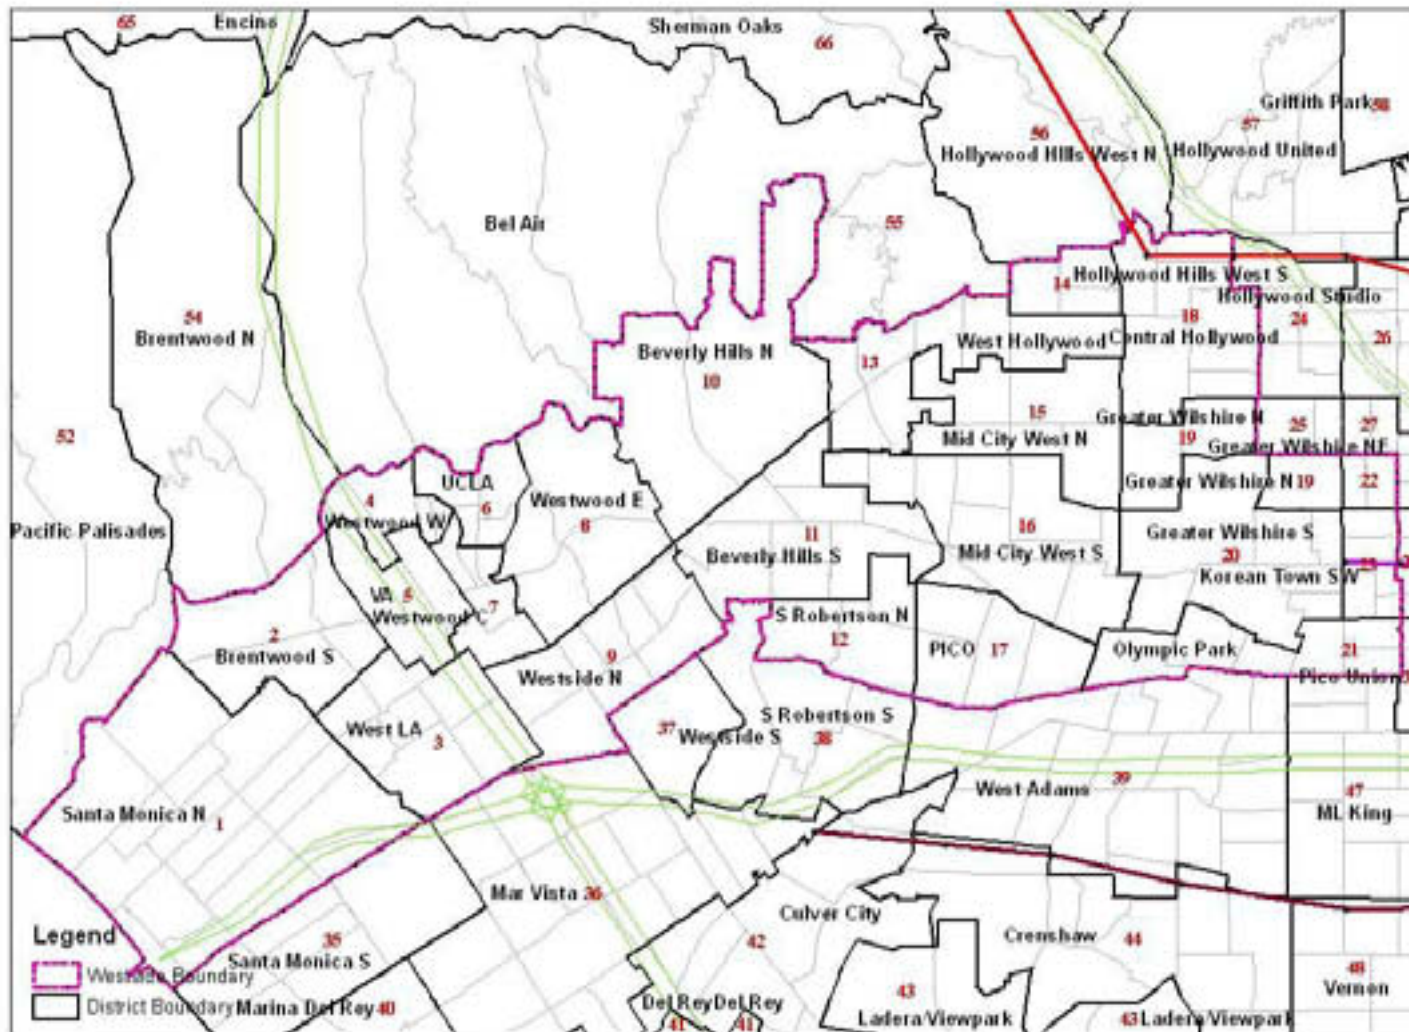 65
Encino
Sherman Oaks
66
Griffith Park 58
57
56
Hollywood Hills West N
Hollywood United
Bel Air
55
54
Brentwood N
Hollywood Hills West S
14
Hollywood Studio
18
24
26
West Hollywood
Central Hollywood
Beverly Hills N
10
13
52
15
Greater Wilshire N
25
27
Mid City West N
19
Greater Wilshire NE
UCLA
4
6
Westwood E
Greater Wilshire N 19
22
Westwood W
8
Pacific Palisades
11
16
Greater Wilshire S
Beverly Hills S
Mid City West S
20
Korean Town SW
VA 5
7
Westwood C
S Robertson N
2
12
Brentwood S
9
PICO 17
Olympic Park
21
Westside N
Pico Union
S Robertson S
West LA
3
37
Westside S
38
39
West Adams
47
Santa Monica N
1
ML King
Mar Vista 36
Culver City
Legend
35
42
Crenshaw
44
Santa Monica S
48
Westside Boundary
43
Vernon
District Boundary
Marina Del Rey 40
Del Rey
Del Rey
41
41
Ladera/Viewpark
43 Ladera/Viewpark